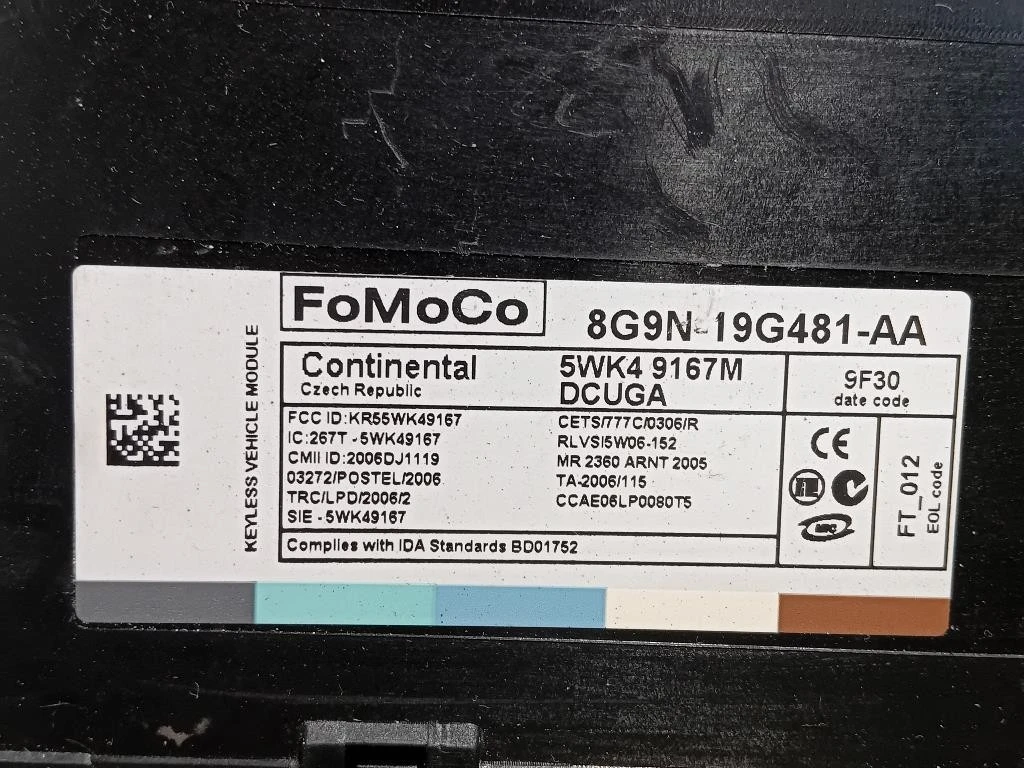 FoMoCo
8G9N-19G481-AA
KEYLESS VEHICLE MODULE
Continental
Czech Republic
5WK4 9167M
DCUGA
9F30
date code
FCC ID:KR55WK49167
IC:267T - 5WK49167
CMII ID:2006DJ1119
03272/POSTEL/2006
TRC/LPD/2006/2
SIE - 5WK49167
CETS/777C/0306/R
RLVSI5W06-152
MR 2360 ARNT 2005
TA-2006/115
CCAE06LP0080T5
CE
FT_012
EOL code
Complies with IDA Standards BD01752